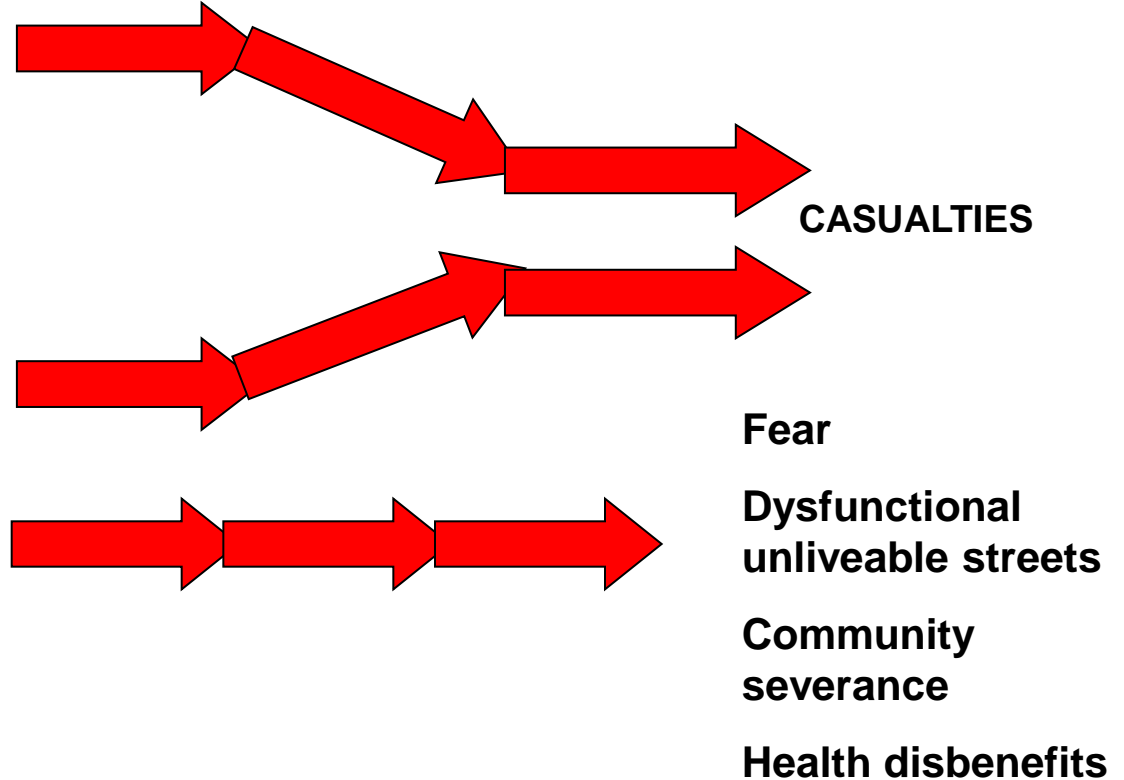 CASUALTIES
Fear
Dysfunctional
unliveable streets
Community
severance
Health disbenefits